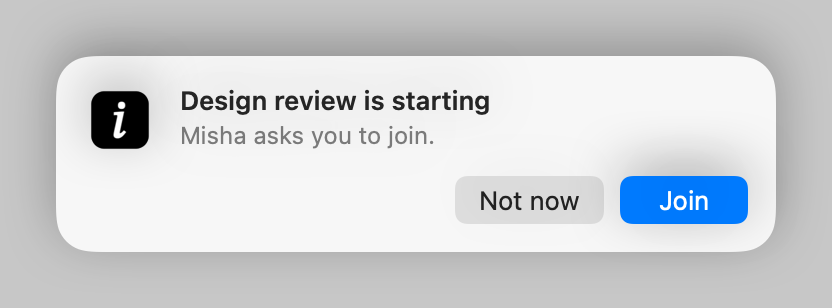 i
Design review is starting
Misha asks you to join.
Not now
Join